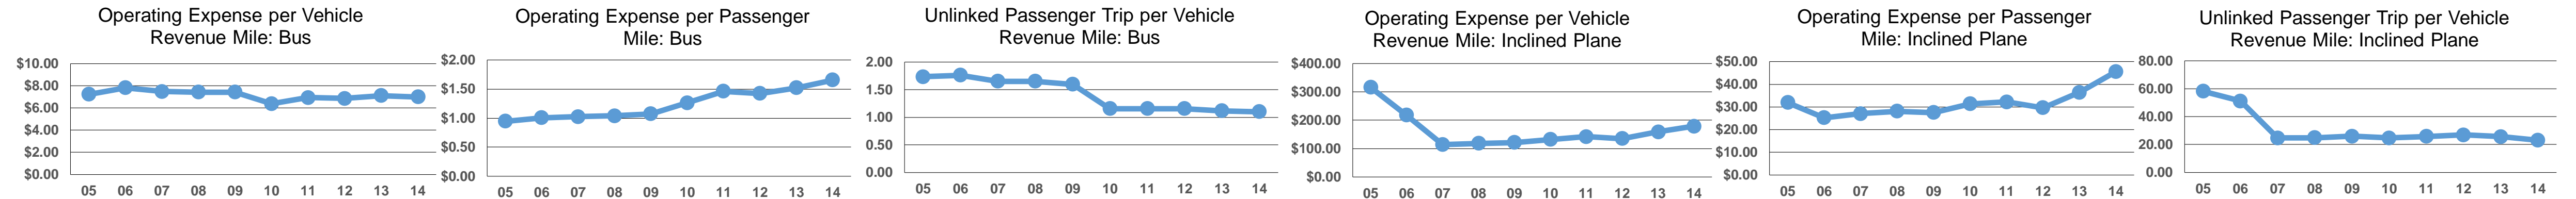 Operating Expense per Vehicle
Revenue Mile: Bus
$10.00
$8.00
$6.00
$4.00
$2.00
$0.00
05 06 07 08 09 10 11 12 13 14
Operating Expense per Passenger
Mile: Bus
$2.00
$1.50
$1.00
$0.50
$0.00
05 06 07 08 09 10 11 12 13 14
Unlinked Passenger Trip per Vehicle
Revenue Mile: Bus
2.00
1.50
1.00
0.50
0.00
05 06 07 08 09 10 11 12 13 14
Operating Expense per Vehicle
Revenue Mile: Inclined Plane
$400.00
$300.00
$200.00
$100.00
$0.00
05 06 07 08 09 10 11 12 13 14
Operating Expense per Passenger
Mile: Inclined Plane
$50.00
$40.00
$30.00
$20.00
$10.00
$0.00
05 06 07 08 09 10 11 12 13 14
Unlinked Passenger Trip per Vehicle
Revenue Mile: Inclined Plane
80.00
60.00
40.00
20.00
0.00
05 06 07 08 09 10 11 12 13 14